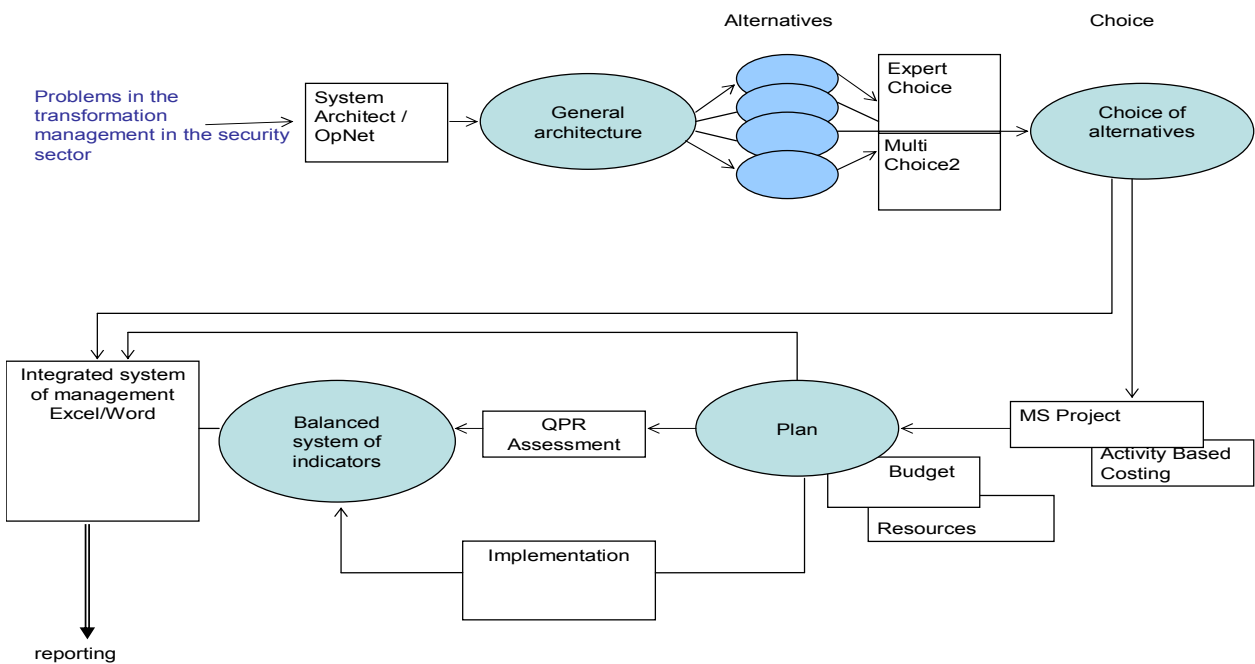 Alternatives
Choice
Problems in the
transformation
management in the security
sector
System
Architect /
OpNet
General
architecture
Expert
Choice
Multi
Choice2
Choice of
alternatives
Integrated system
of management
Excel/Word
Balanced
system of
indicators
QPR
Assessment
Plan
MS Project
Activity Based
Costing
Budget
Resources
Implementation
reporting